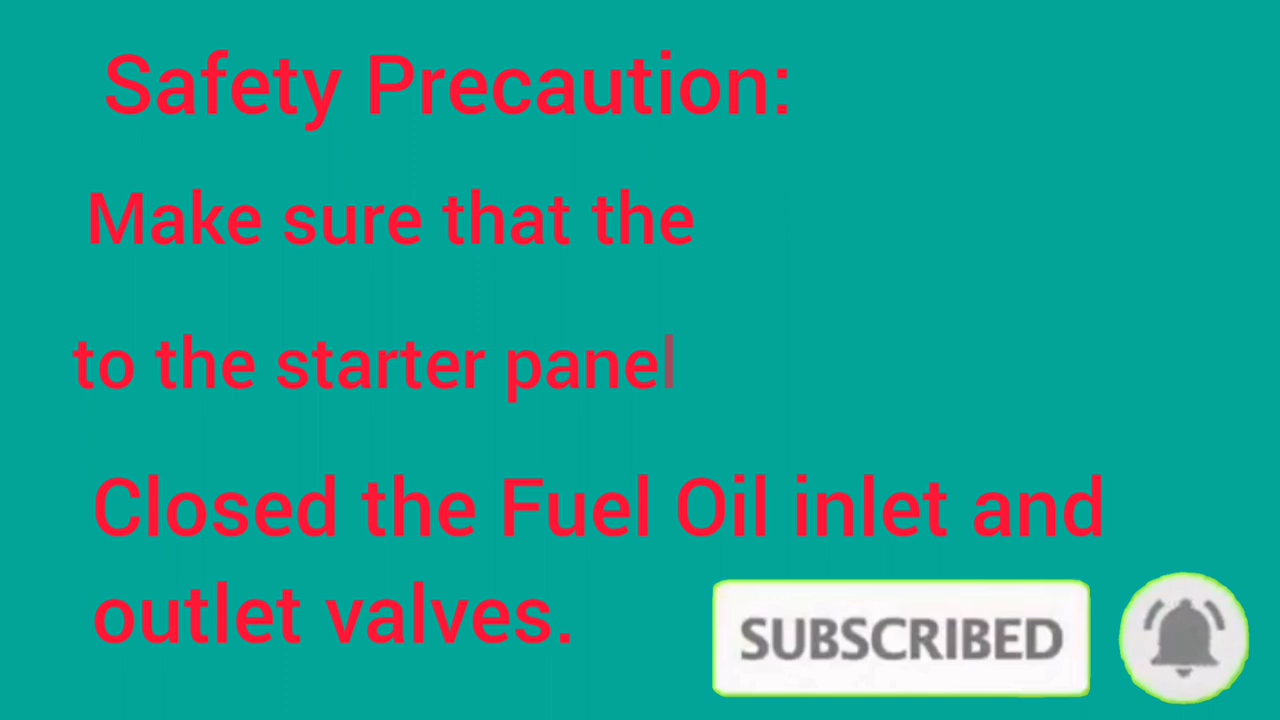 Safety Precaution:
Make sure that the
to the starter panel
Closed the Fuel Oil inlet and
outlet valves.
SUBSCRIBED